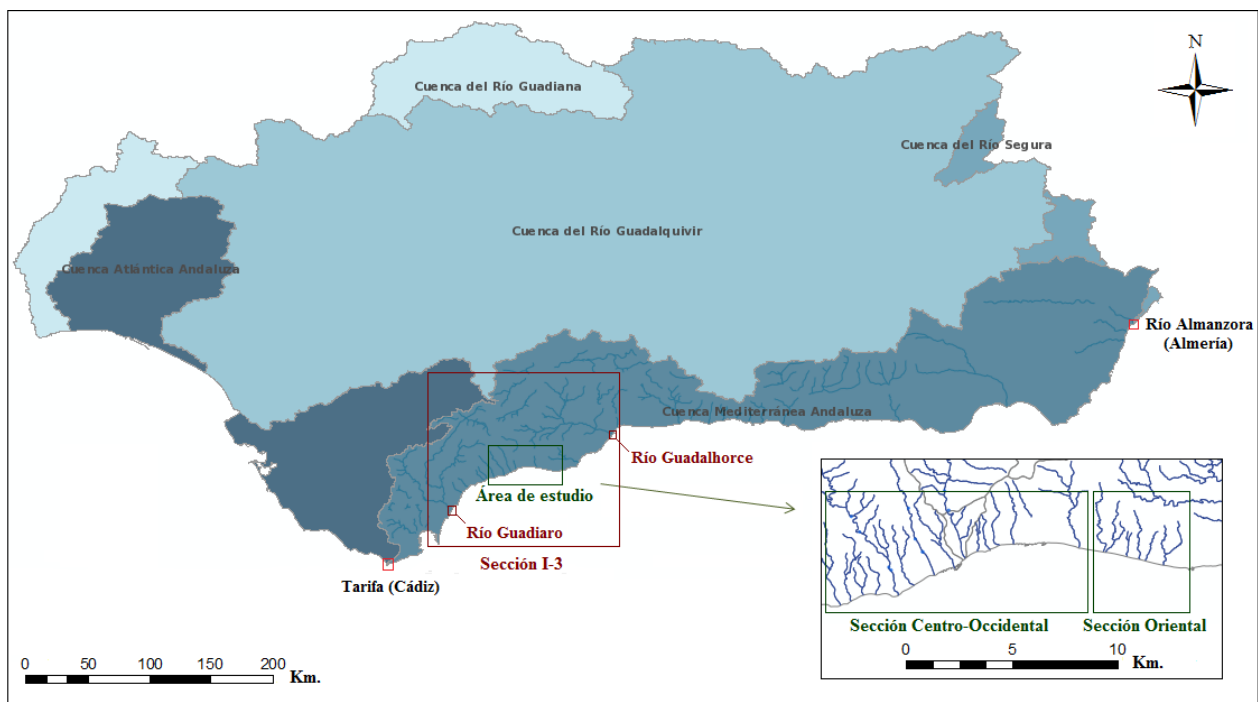 N
Cuenca del Río Guadiana
Cuenca del Río Segura
Cuenca del Río Guadalquivir
Cuenca Atlántica Andaluza
Río Almanzora
(Almería)
Cuenca Mediterránea Andaluza
Río Guadalhorce
Área de estudio
Río Guadiaro
Sección I-3
Tarifa (Cádiz)
Sección Centro-Occidental
Sección Oriental
0 5 10
Km.
0 50 100 150 200
Km.